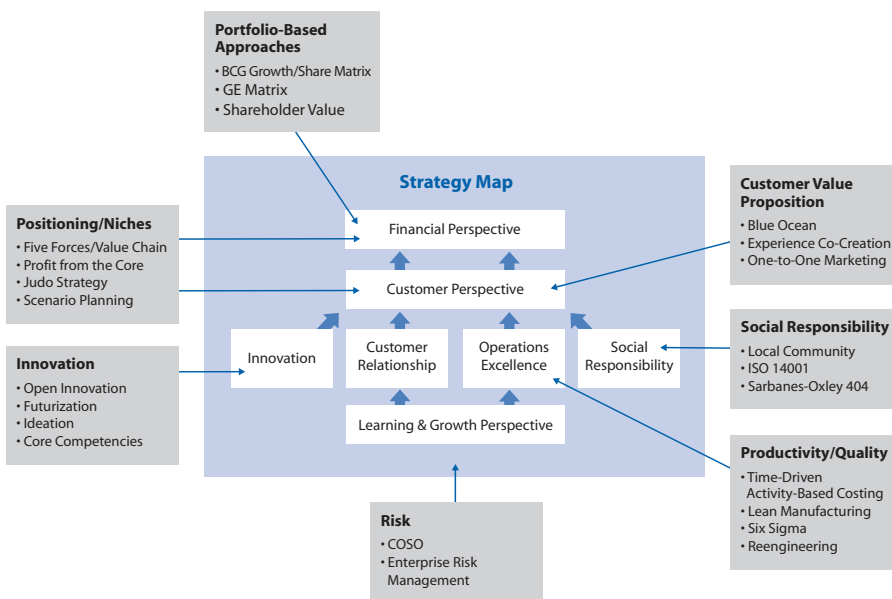 Portfolio-Based
Approaches
• BCG Growth/Share Matrix
• GE Matrix
• Shareholder Value
Strategy Map
Financial Perspective
Customer Perspective
Innovation
Customer
Relationship
Operations
Excellence
Social
Responsibility
Learning & Growth Perspective
Positioning/Niches
• Five Forces/Value Chain
• Profit from the Core
• Judo Strategy
• Scenario Planning
Innovation
• Open Innovation
• Futurization
• Ideation
• Core Competencies
Customer Value
Proposition
• Blue Ocean
• Experience Co-Creation
• One-to-One Marketing
Social Responsibility
• Local Community
• ISO 14001
• Sarbanes-Oxley 404
Productivity/Quality
• Time-Driven
Activity-Based Costing
• Lean Manufacturing
• Six Sigma
• Reengineering
Risk
• COSO
• Enterprise Risk
Management